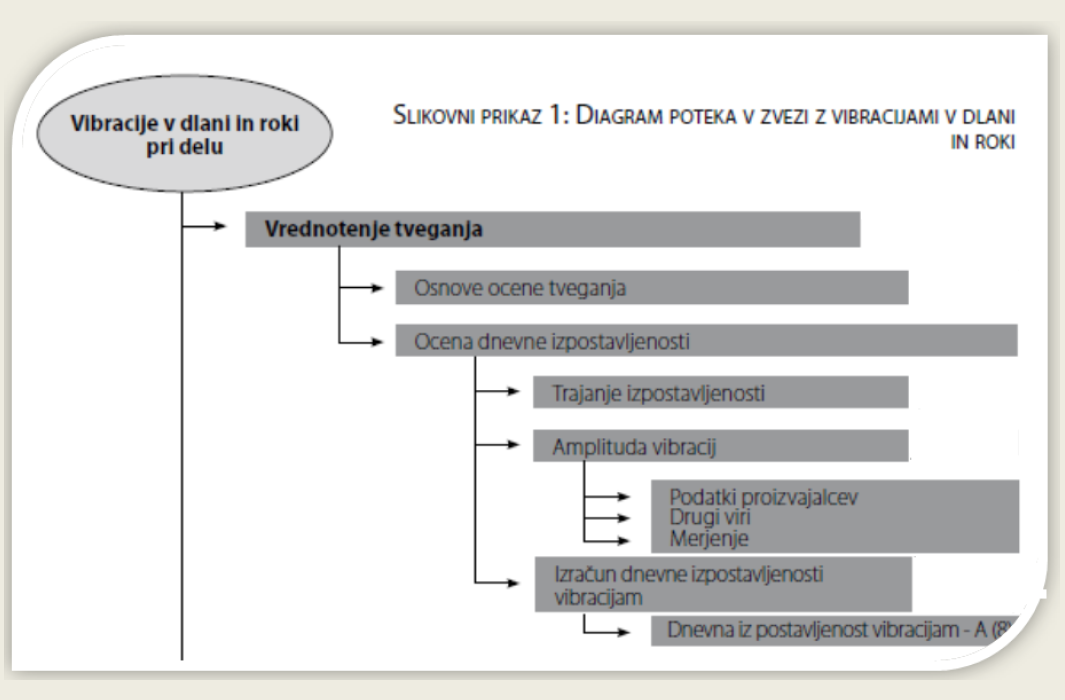 Vibracije v dlani in roki
pri delu
SLIKOVNI PRIKAZ 1: DIAGRAM POTEKA V ZVEZI Z VIBRACIJAMI V DLANI
IN ROKI
Vrednotenje tveganja
Osnove ocene tveganja
Ocena dnevne izpostavljenosti
Trajanje izpostavljenosti
Amplituda vibracij
Podatki proizvajalcev
Drugi viri
Merjenje
Izračun dnevne izpostavljenosti
vibracijam
Dnevna iz postavljenost vibracijam - A (8)